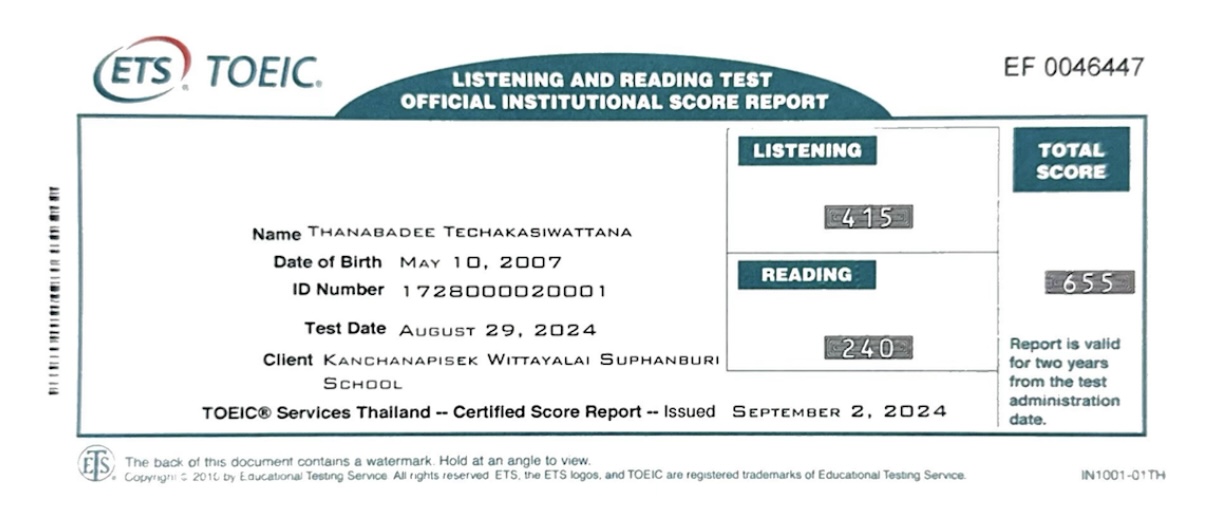 ETS® TOEIC®
LISTENING AND READING TEST
OFFICIAL INSTITUTIONAL SCORE REPORT
EF 0046447
LISTENING
415
READING
240
TOTAL
SCORE
655
Name THANABADEE TECHAKASIWATTANA
Date of Birth MAY 10, 2007
ID Number 1728000020001
Test Date AUGUST 29, 2024
Client KANCHANAPISEK WITTAYALAI SUPHANBURI
SCHOOL
Report is valid
for two years
from the test
administration
date.
TOEIC® Services Thailand -- Certified Score Report -- Issued SEPTEMBER 2, 2024
ETS® The back of this document contains a watermark. Hold at an angle to view.
Copyright © 2010 by Educational Testing Service. All rights reserved. ETS, the ETS logos, and TOEIC are registered trademarks of Educational Testing Service.
IN1001-01TH